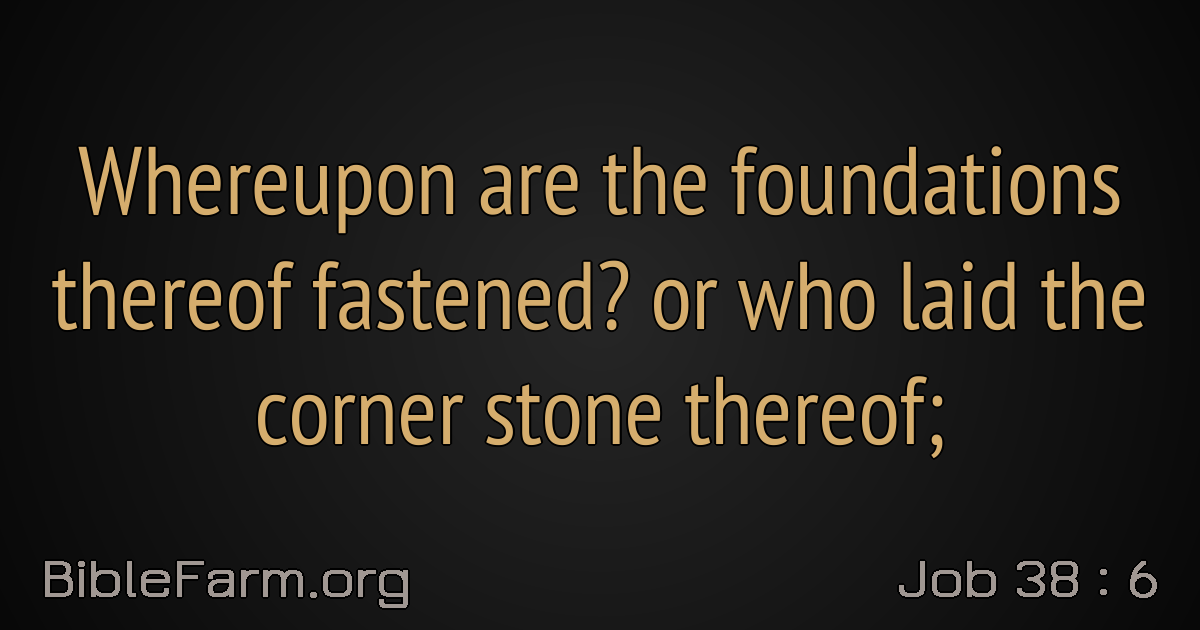 Whereupon are the foundations
thereof fastened? or who laid the
corner stone thereof;
BibleFarm.org
Job 38 : 6